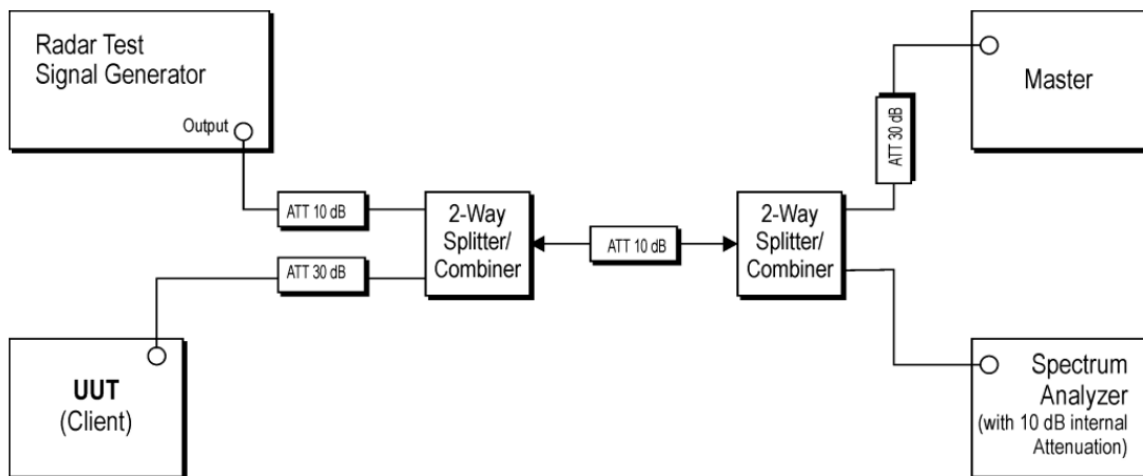 Radar Test
Signal Generator
Output
ATT 10 dB
ATT 30 dB
UUT
(Client)
2-Way
Splitter/
Combiner
ATT 10 dB
2-Way
Splitter/
Combiner
ATT 30 dB
Master
Spectrum
Analyzer
(with 10 dB internal
Attenuation)